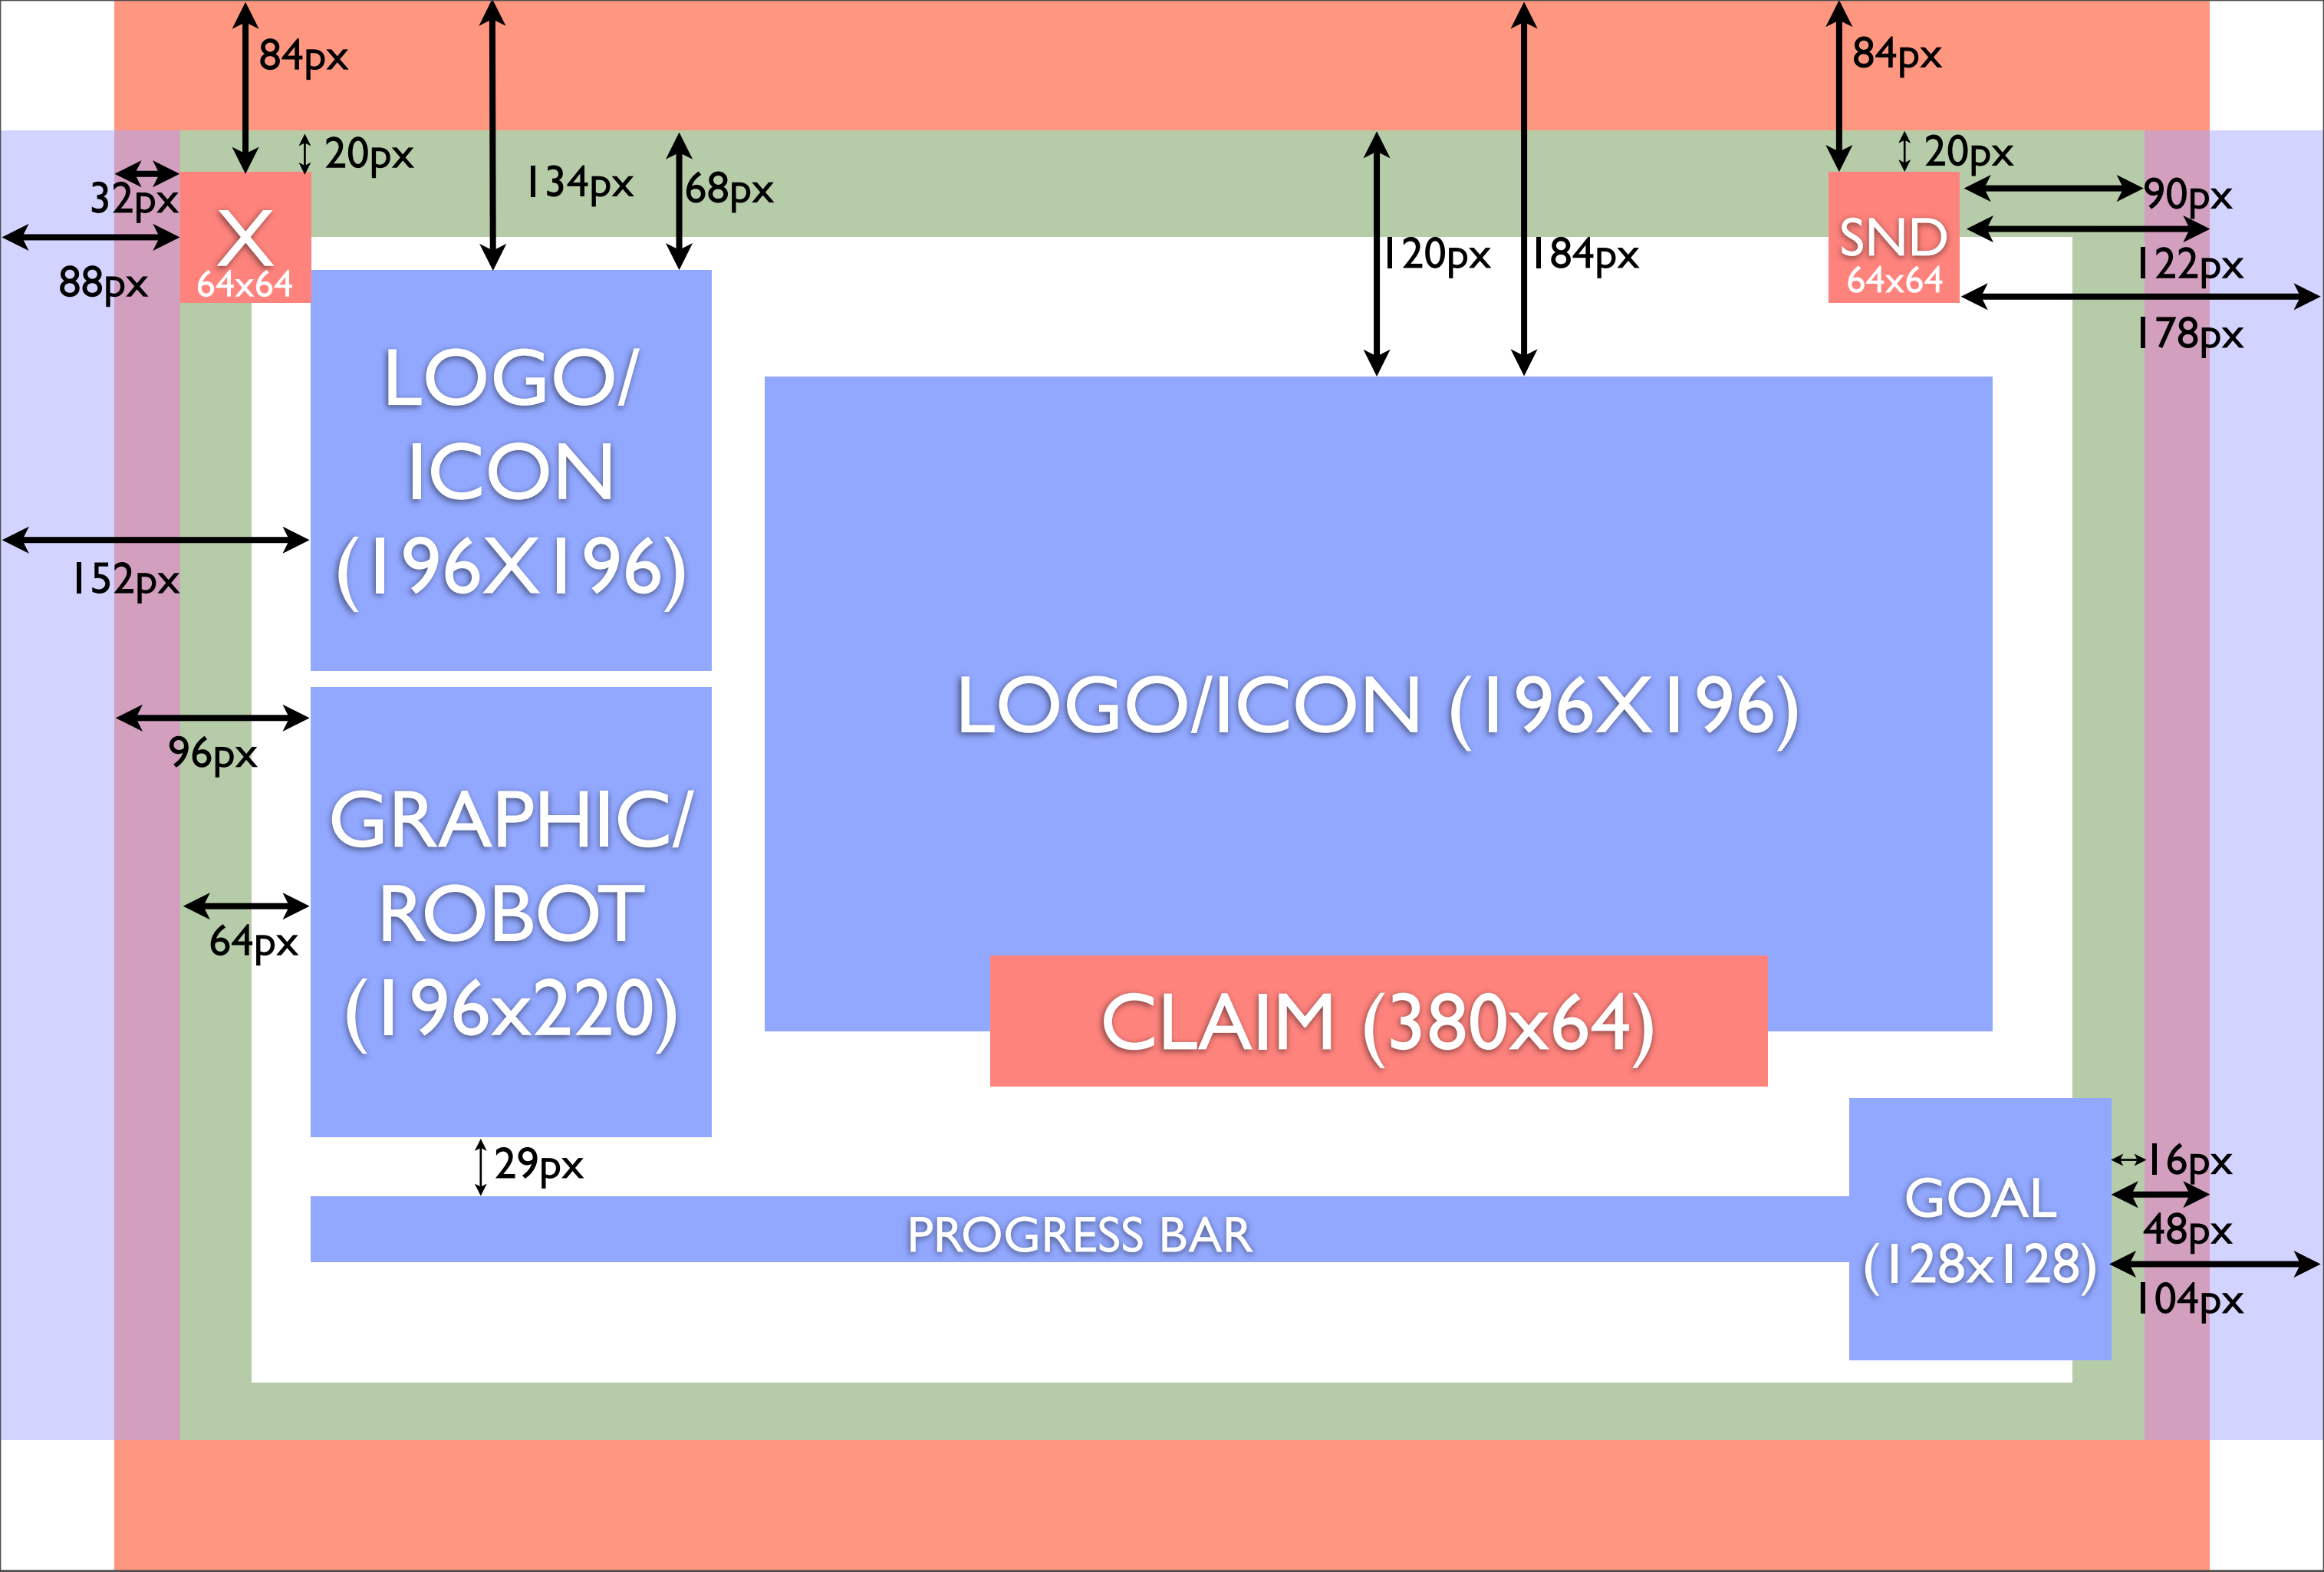 84px
84px
20px
20px
134px
68px
32px
90px
X
SND
64x64
64x64
120px
184px
122px
88px
178px
LOGO/
ICON
(196X196)
152px
LOGO/ICON (196X196)
96px
GRAPHIC/
ROBOT
(196x220)
64px
CLAIM (380x64)
29px
16px
GOAL
(128x128)
48px
PROGRESS BAR
104px